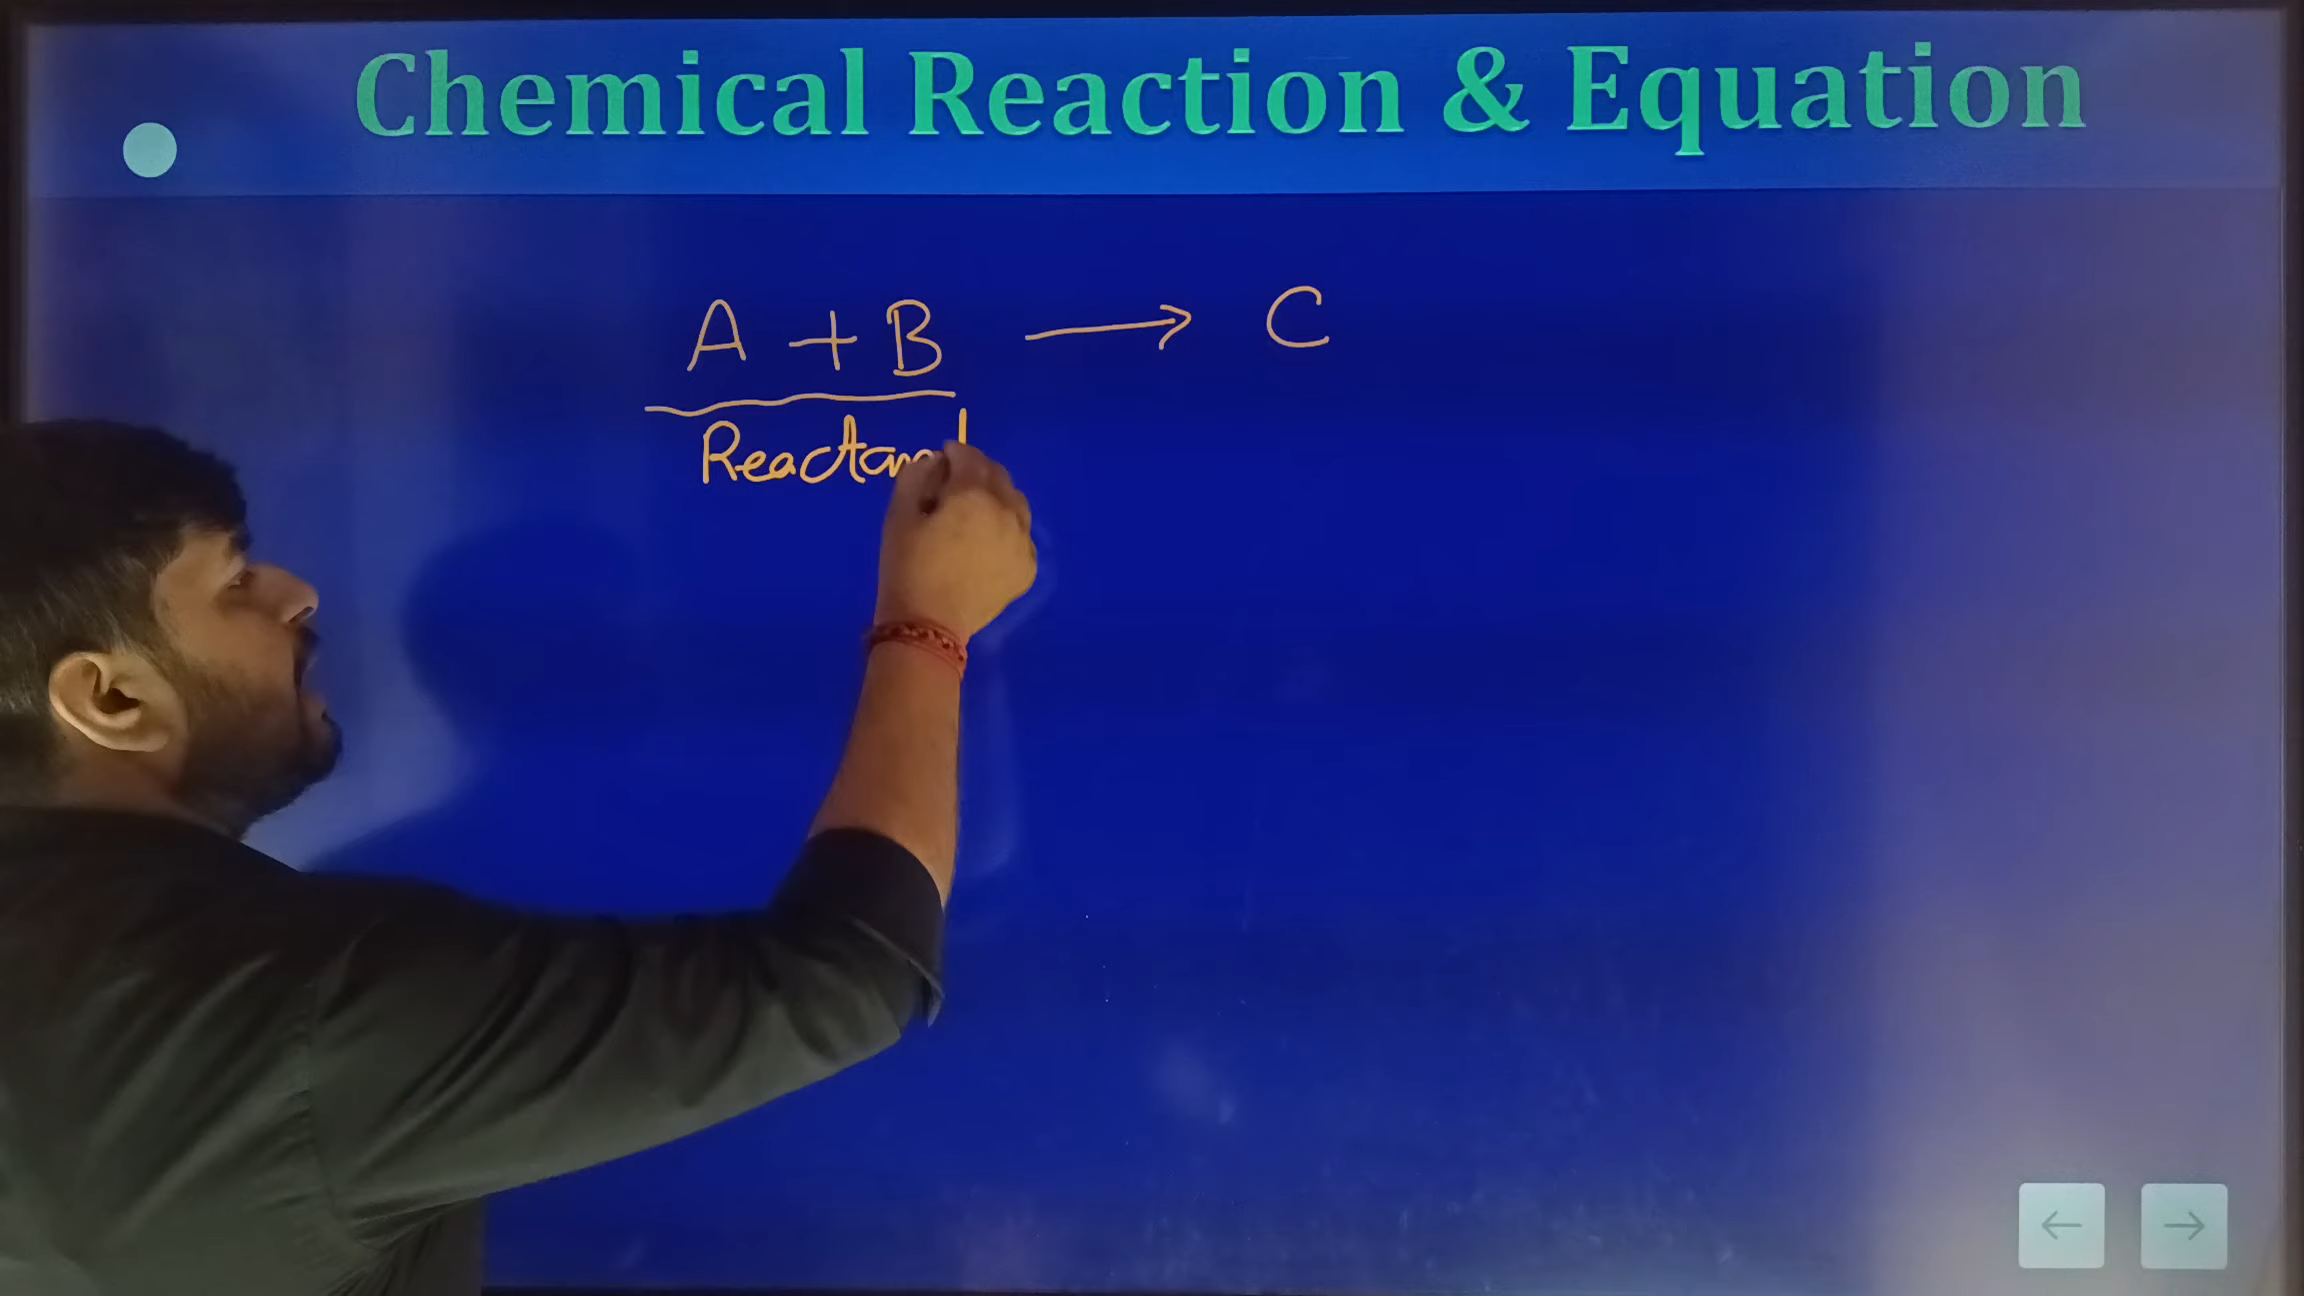 Chemical Reaction & Equation
A + B → C